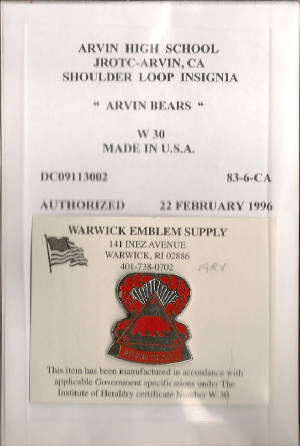 ARVIN HIGH SCHOOL
JROTC-ARVIN, CA
SHOULDER LOOP INSIGNIA
“ ARVIN BEARS “
W 30
MADE IN U.S.A.
DC09113002 83-6-CA
AUTHORIZED 22 FEBRUARY 1996
WARWICK EMBLEM SUPPLY
141 INEZ AVENUE
WARWICK, RI 02886
401-738-0702 ARV
ARVIN BEARS
This item has been manufactured in accordance with
applicable Government specifications under The
Institute of Heraldry certificate Number W-30